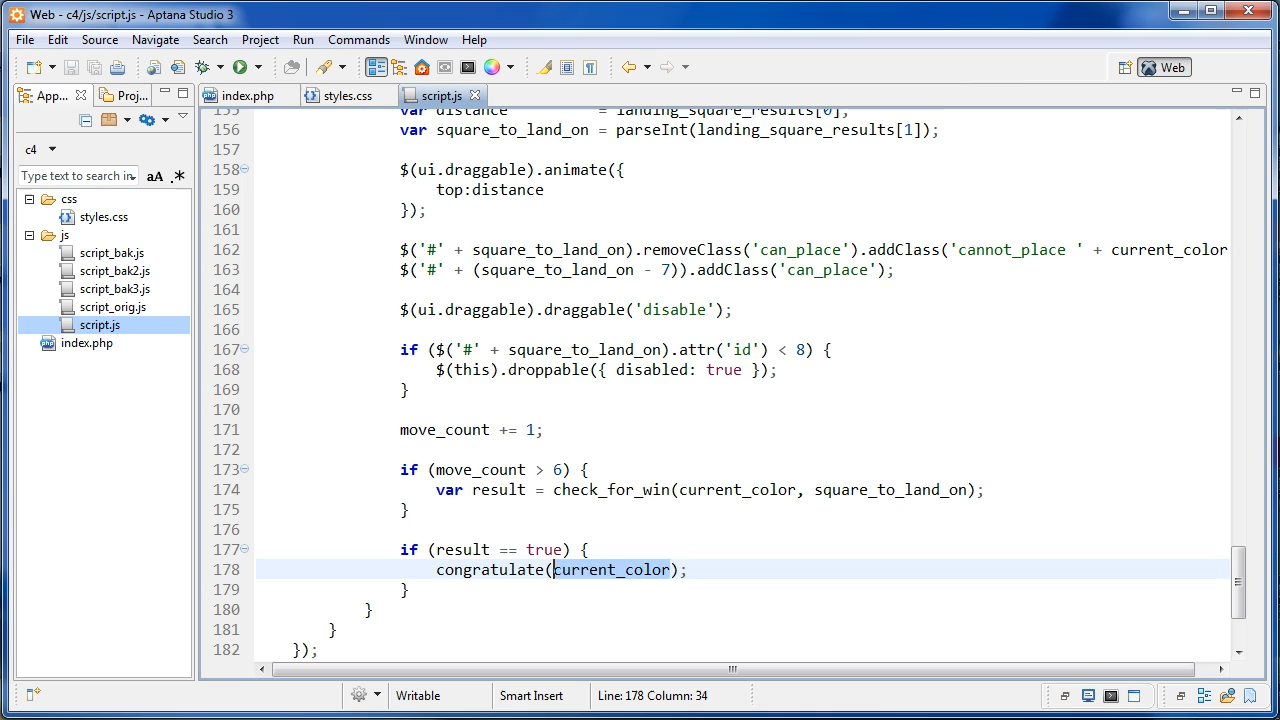 Web - c4/js/script.js - Aptana Studio 3
File Edit Source Navigate Search Project Run Commands Window Help
Web
App... Proj... index.php styles.css script.js
c4
Type text to search in aA .*
css
styles.css
js
script_bak.js
script_bak2.js
script_bak3.js
script_orig.js
script.js
index.php
155 var distance = landing_square_results[0];
156 var square_to_land_on = parseInt(landing_square_results[1]);
157
158 $(ui.draggable).animate({
159 top:distance
160 });
161
162 $('#' + square_to_land_on).removeClass('can_place').addClass('cannot_place ' + current_color
163 $('#' + (square_to_land_on - 7)).addClass('can_place');
164
165 $(ui.draggable).draggable('disable');
166
167 if ($('#' + square_to_land_on).attr('id') < 8) {
168 $(this).droppable({ disabled: true });
169 }
170
171 move_count += 1;
172
173 if (move_count > 6) {
174 var result = check_for_win(current_color, square_to_land_on);
175 }
176
177 if (result == true) {
178 congratulate(current_color);
179 }
180 }
181 }
182 });
Writable Smart Insert Line: 178 Column: 34